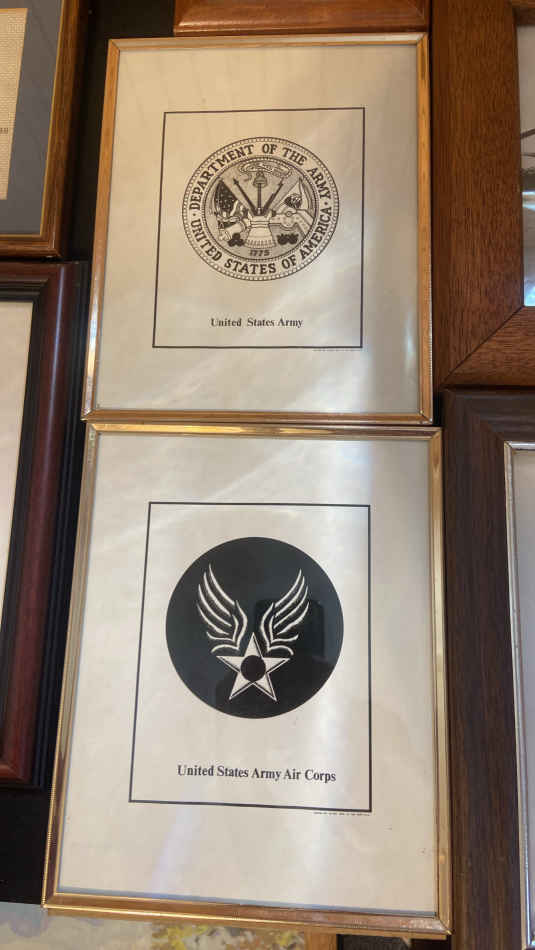 DEPARTMENT OF THE ARMY
UNITED STATES OF AMERICA
1775
United States Army
United States Army Air Corps